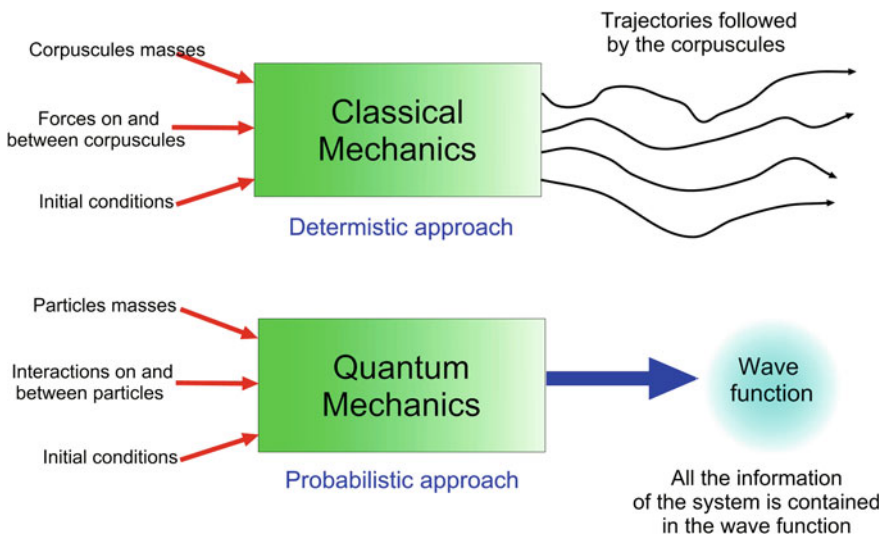 Corpuscules masses
Forces on and
between corpuscules
Initial conditions
Classical
Mechanics
Determistic approach
Trajectories followed
by the corpuscules
Particles masses
Interactions on and
between particles
Initial conditions
Quantum
Mechanics
Probabilistic approach
Wave
function
All the information
of the system is contained
in the wave function